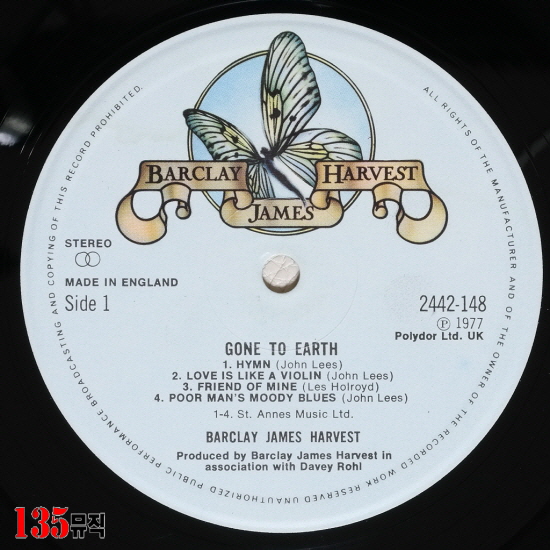 BARCLAY
JAMES
HARVEST
STEREO
MADE IN ENGLAND
Side 1
2442-148
Ⓟ 1977
Polydor Ltd. UK
GONE TO EARTH
1. HYMN (John Lees)
2. LOVE IS LIKE A VIOLIN (John Lees)
3. FRIEND OF MINE (Les Holroyd)
4. POOR MAN'S MOODY BLUES (John Lees)
1-4. St. Annes Music Ltd.
BARCLAY JAMES HARVEST
Produced by Barclay James Harvest in
association with Davey Rohl
ALL RIGHTS OF THE MANUFACTURER AND OF THE OWNER OF THE RECORDED WORK RESERVED UNAUTHORIZED PUBLIC PERFORMANCE BROADCASTING AND COPYING OF THIS RECORD PROHIBITED.
135뮤직